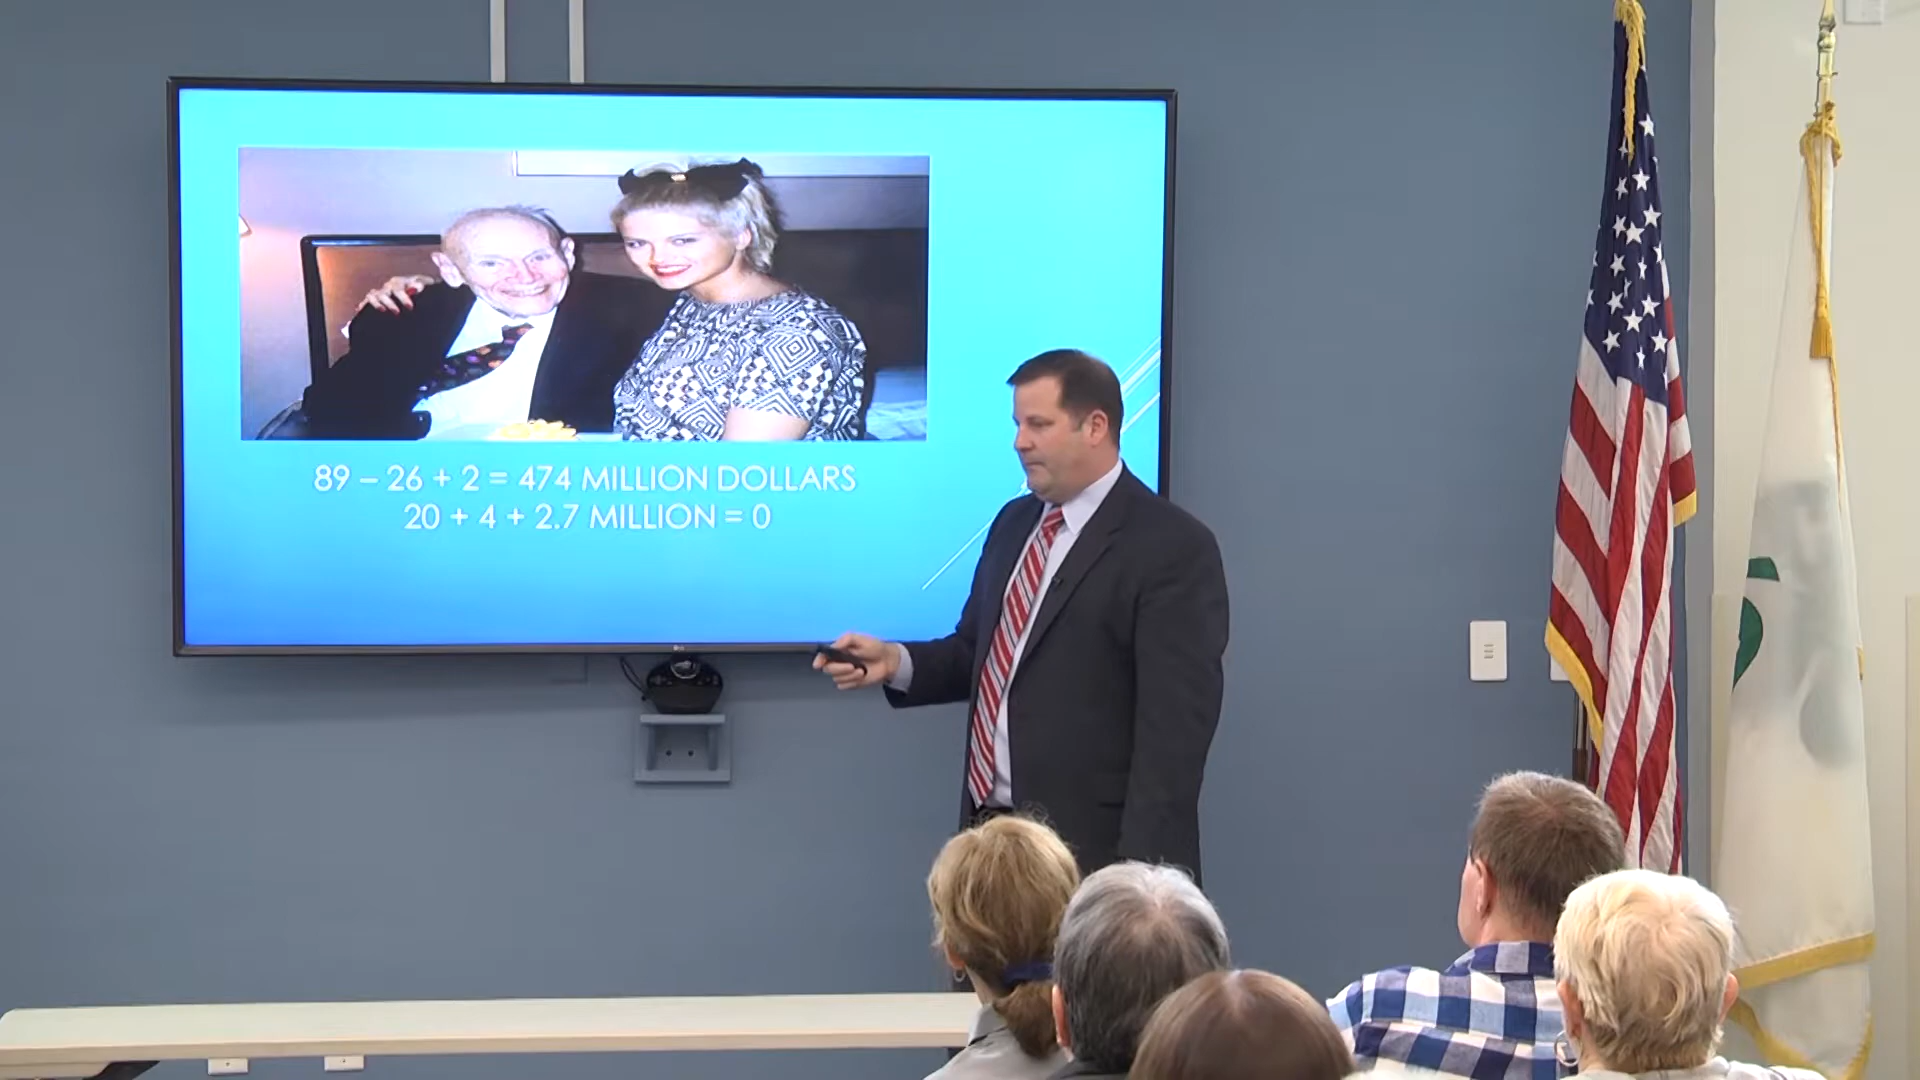 89 – 26 + 2 = 474 MILLION DOLLARS
20 + 4 + 2.7 MILLION = 0